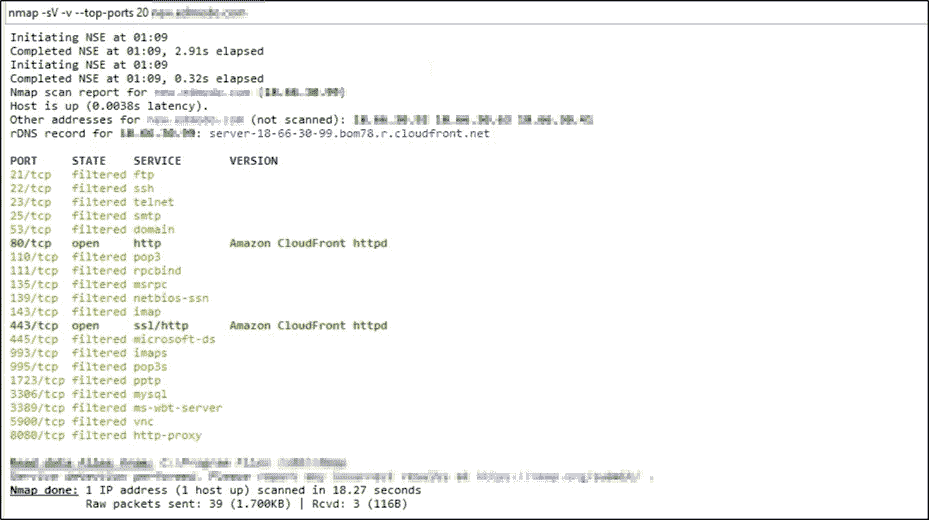 nmap -sV -v --top-ports 20
Initiating NSE at 01:09
Completed NSE at 01:09, 2.91s elapsed
Initiating NSE at 01:09
Completed NSE at 01:09, 0.32s elapsed
Nmap scan report for
Host is up (0.0038s latency).
Other addresses for (not scanned):
rDNS record for : server-18-66-30-99.bom78.r.cloudfront.net
PORT STATE SERVICE VERSION
21/tcp filtered ftp
22/tcp filtered ssh
23/tcp filtered telnet
25/tcp filtered smtp
53/tcp filtered domain
80/tcp open http Amazon CloudFront httpd
110/tcp filtered pop3
111/tcp filtered rpcbind
135/tcp filtered msrpc
139/tcp filtered netbios-ssn
143/tcp filtered imap
443/tcp open ssl/http Amazon CloudFront httpd
445/tcp filtered microsoft-ds
993/tcp filtered imaps
995/tcp filtered pop3s
1723/tcp filtered pptp
3306/tcp filtered mysql
3389/tcp filtered ms-wbt-server
5900/tcp filtered vnc
8080/tcp filtered http-proxy
Nmap done: 1 IP address (1 host up) scanned in 18.27 seconds
Raw packets sent: 39 (1.700KB) | Rcvd: 3 (116B)